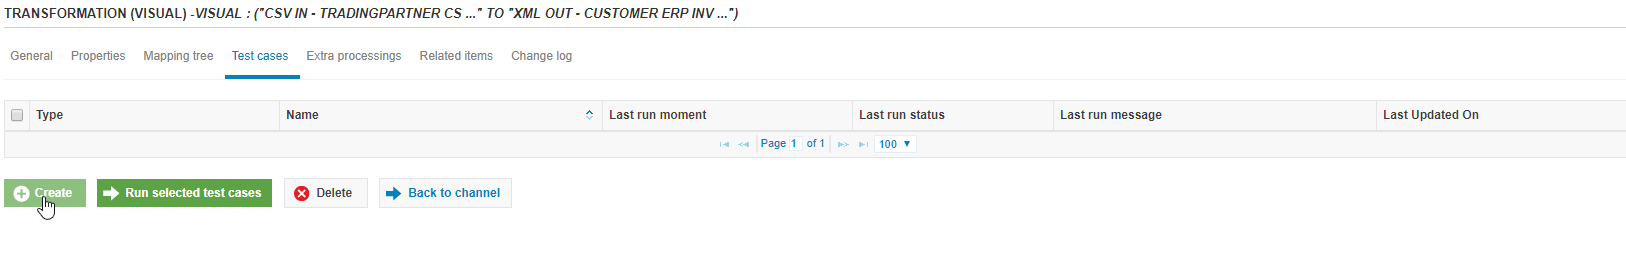 TRANSFORMATION (VISUAL) -VISUAL : ("CSV IN - TRADINGPARTNER CS ..." TO "XML OUT - CUSTOMER ERP INV ...")
General Properties Mapping tree Test cases Extra processings Related items Change log
Type Name Last run moment Last run status Last run message Last Updated On
Page 1 of 1 100
Create Run selected test cases Delete Back to channel